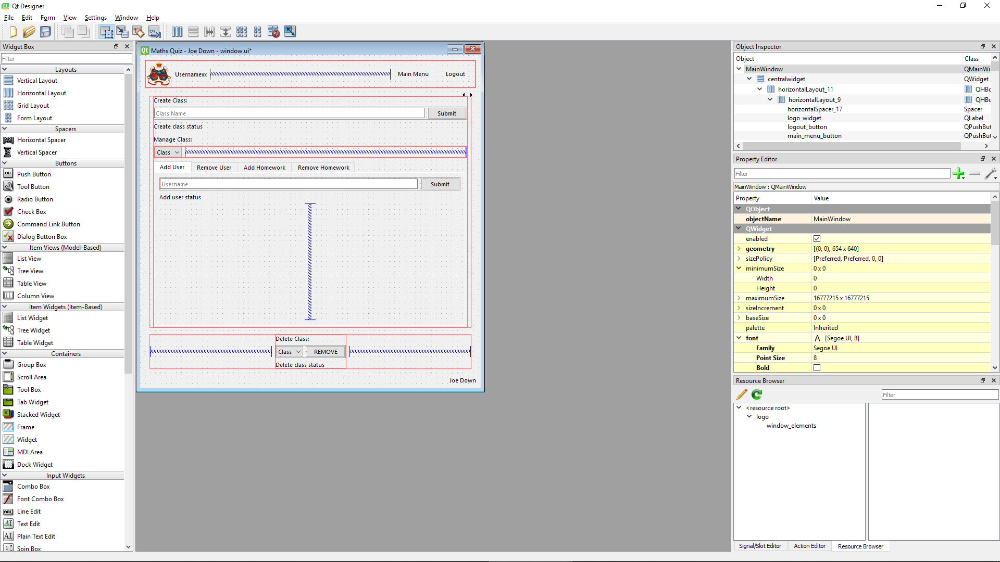 Qt Designer
File Edit Form View Settings Window Help
Widget Box
Filter
Layouts
Vertical Layout
Horizontal Layout
Grid Layout
Form Layout
Spacers
Horizontal Spacer
Vertical Spacer
Buttons
OK Push Button
Tool Button
Radio Button
Check Box
Command Link Button
Dialog Button Box
Item Views (Model-Based)
List View
Tree View
Table View
Column View
Item Widgets (Item-Based)
List Widget
Tree Widget
Table Widget
Containers
Group Box
Scroll Area
Tool Box
Tab Widget
Stacked Widget
Frame
Widget
MDI Area
Dock Widget
Input Widgets
Combo Box
Font Combo Box
Line Edit
Text Edit
Plain Text Edit
Spin Box
Qt Maths Quiz - Joe Down - window.ui*
Usernamexx Main Menu Logout
Create Class:
Class Name Submit
Create class status
Manage Class:
Class
Add User Remove User Add Homework Remove Homework
Username Submit
Add user status
Delete Class:
Class REMOVE
Delete class status
Joe Down
Object Inspector
Object Class
MainWindow QMainWi
centralwidget QWidget
horizontalLayout_11 QHBo
horizontalLayout_9 QHBo
horizontalSpacer_17 Spacer
logo_widget QLabel
logout_button QPushBut
main_menu_button QPushBut
Property Editor
Filter
MainWindow : QMainWindow
Property Value
QObject
objectName MainWindow
QWidget
enabled
geometry [(0, 0), 654 x 640]
sizePolicy [Preferred, Preferred, 0, 0]
minimumSize 0 x 0
Width 0
Height 0
maximumSize 16777215 x 16777215
sizeIncrement 0 x 0
baseSize 0 x 0
palette Inherited
font A [Segoe UI, 8]
Family Segoe UI
Point Size 8
Bold
Resource Browser
Filter
<resource root>
logo
window_elements
Signal/Slot Editor Action Editor Resource Browser